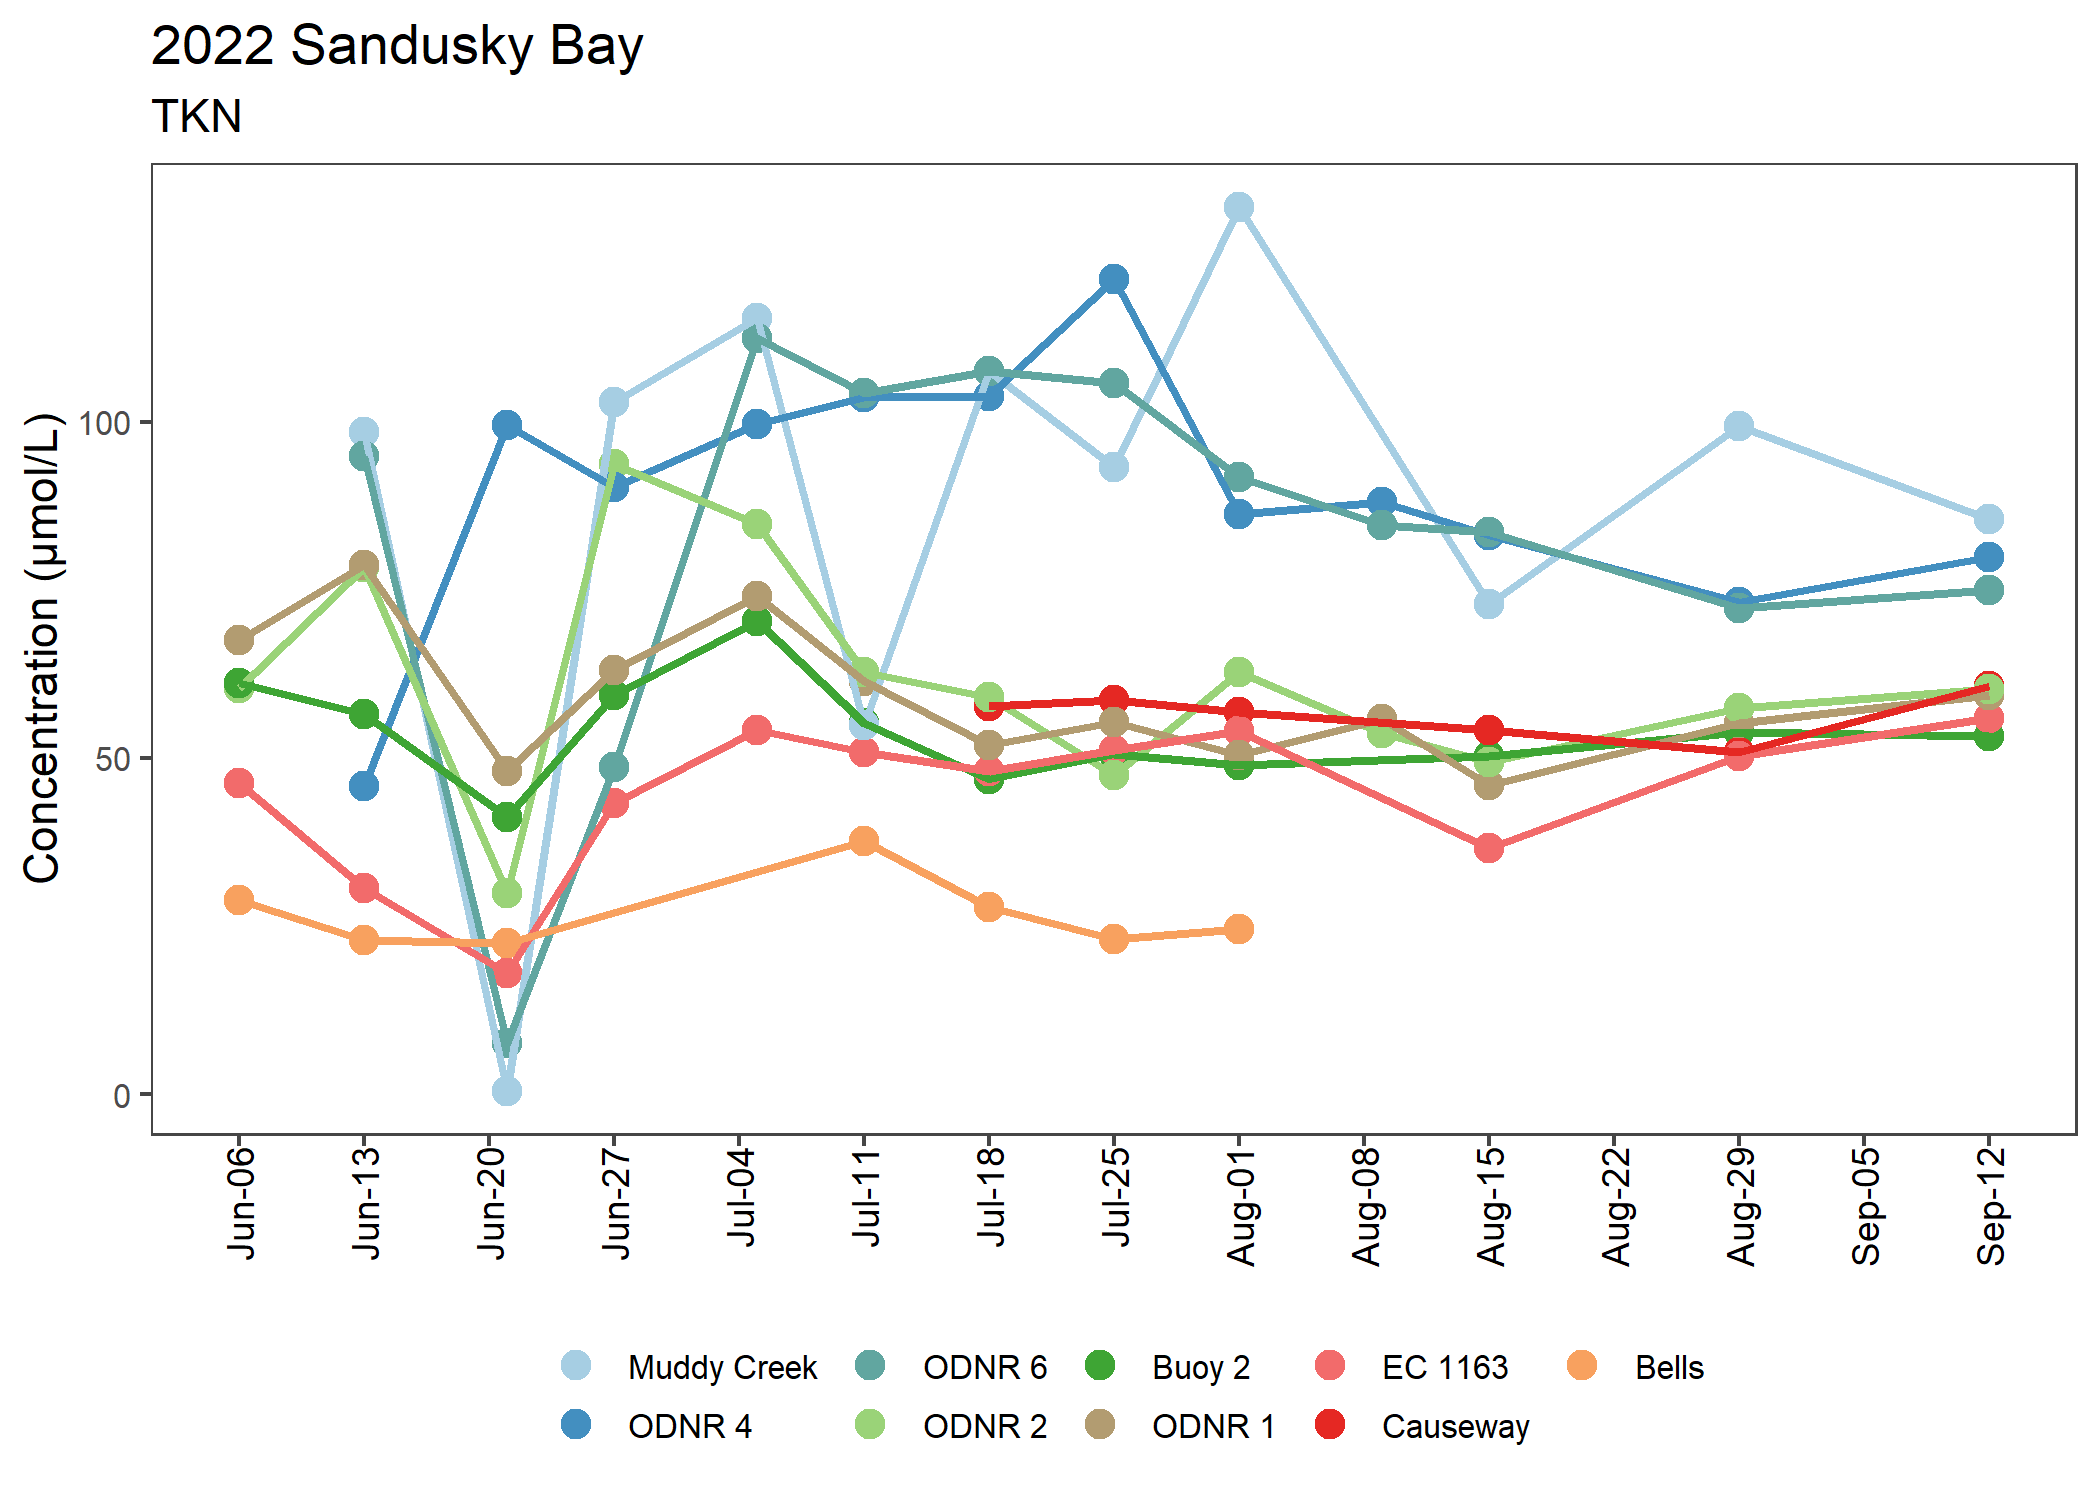 2022 Sandusky Bay
TKN
Concentration (μmol/L)
100
50
0
Jun-06
Jun-13
Jun-20
Jun-27
Jul-04
Jul-11
Jul-18
Jul-25
Aug-01
Aug-08
Aug-15
Aug-22
Aug-29
Sep-05
Sep-12
Muddy Creek
ODNR 6
Buoy 2
EC 1163
Bells
ODNR 4
ODNR 2
ODNR 1
Causeway